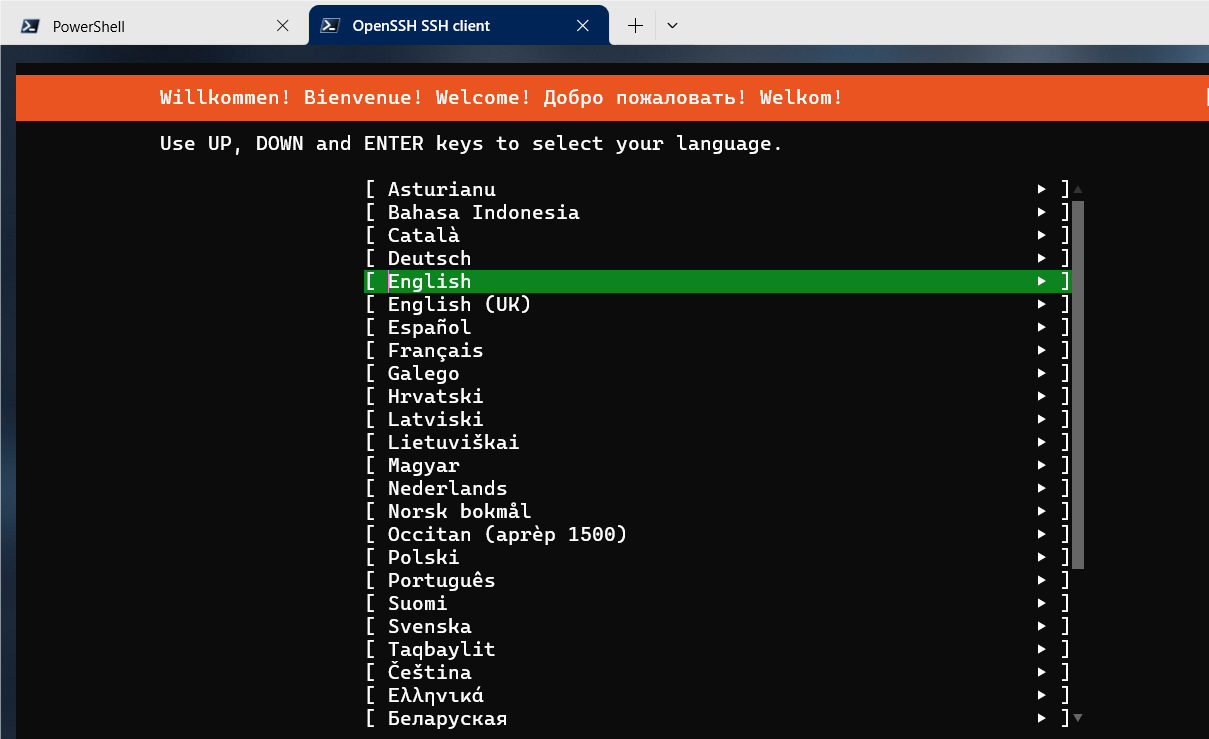 PowerShell
OpenSSH SSH client
Willkommen! Bienvenue! Welcome! Добро пожаловать! Welkom!
Use UP, DOWN and ENTER keys to select your language.
[ Asturianu ▸ ]
[ Bahasa Indonesia ▸ ]
[ Català ▸ ]
[ Deutsch ▸ ]
[ English ▸ ]
[ English (UK) ▸ ]
[ Español ▸ ]
[ Français ▸ ]
[ Galego ▸ ]
[ Hrvatski ▸ ]
[ Latviski ▸ ]
[ Lietuviškai ▸ ]
[ Magyar ▸ ]
[ Nederlands ▸ ]
[ Norsk bokmål ▸ ]
[ Occitan (aprèp 1500) ▸ ]
[ Polski ▸ ]
[ Português ▸ ]
[ Suomi ▸ ]
[ Svenska ▸ ]
[ Taqbaylit ▸ ]
[ Čeština ▸ ]
[ Ελληνικά ▸ ]
[ Беларуская ▸ ]